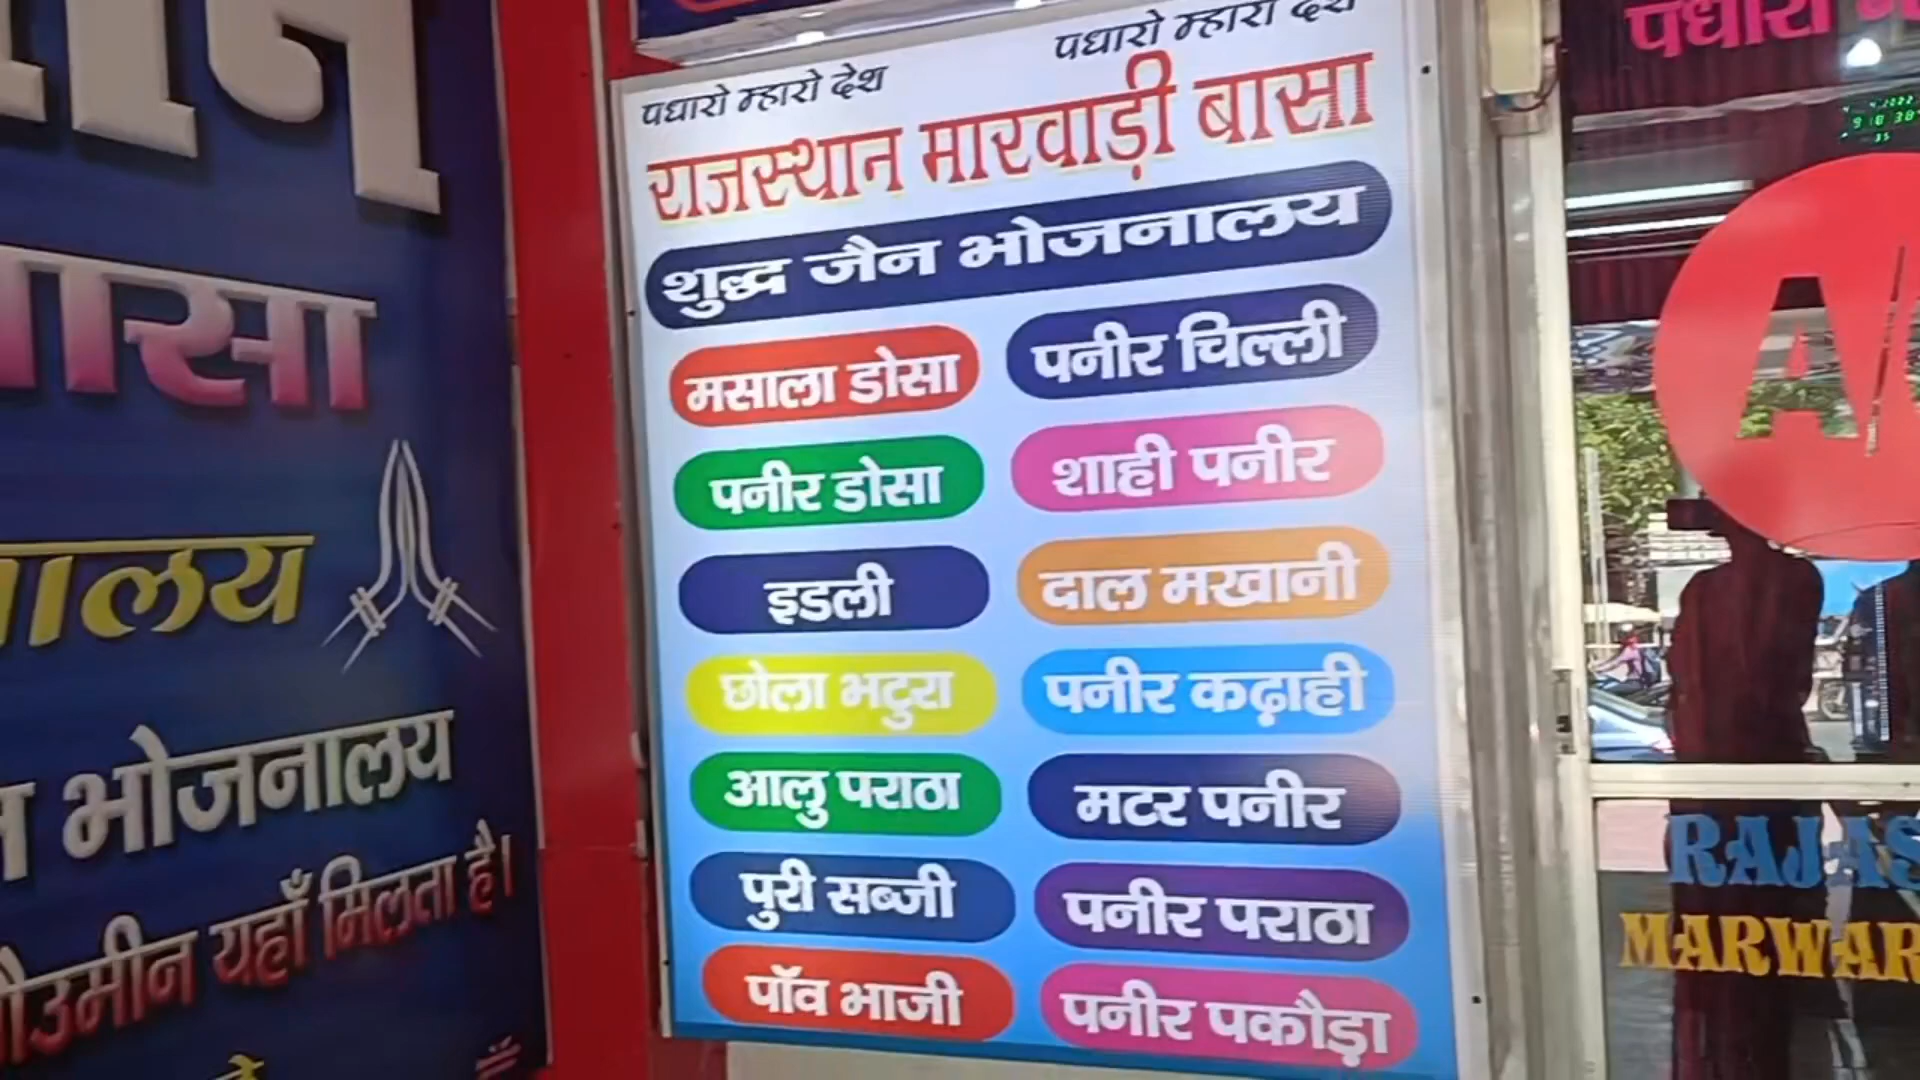 पधारो म्हारो देश
पधारो म्हारो देश
राजस्थान मारवाड़ी बासा
शुद्ध जैन भोजनालय
मसाला डोसा
पनीर चिल्ली
पनीर डोसा
शाही पनीर
इडली
दाल मखानी
छोला भटुरा
पनीर कढ़ाही
आलु पराठा
मटर पनीर
पुरी सब्जी
पनीर पराठा
पॉव भाजी
पनीर पकौड़ा
भोजनालय
यहाँ मिलता है।
पधारो
RAJAS
MARWAR